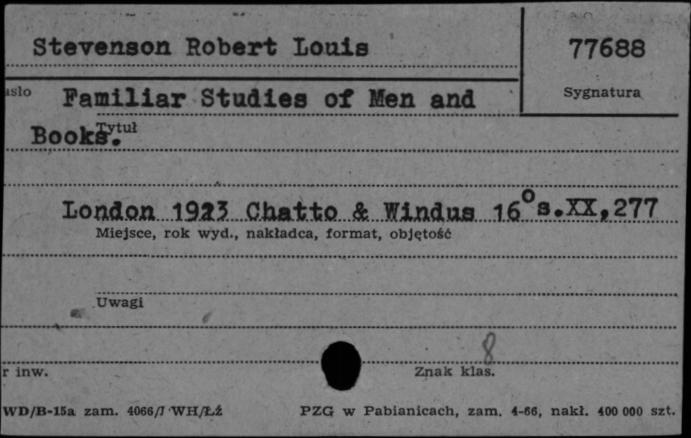 Stevenson Robert Louis
77688
asło
Sygnatura
Familiar Studies of Men and
Tytuł
Books.
London 1923 Chatto & Windus 16° s.XX,277
Miejsce, rok wyd., nakładca, format, objętość
Uwagi
8
r inw.
Znak klas.
WD/B-15a zam. 4066/I WH/Łź
PZG w Pabianicach, zam. 4-66, nakł. 400 000 szt.